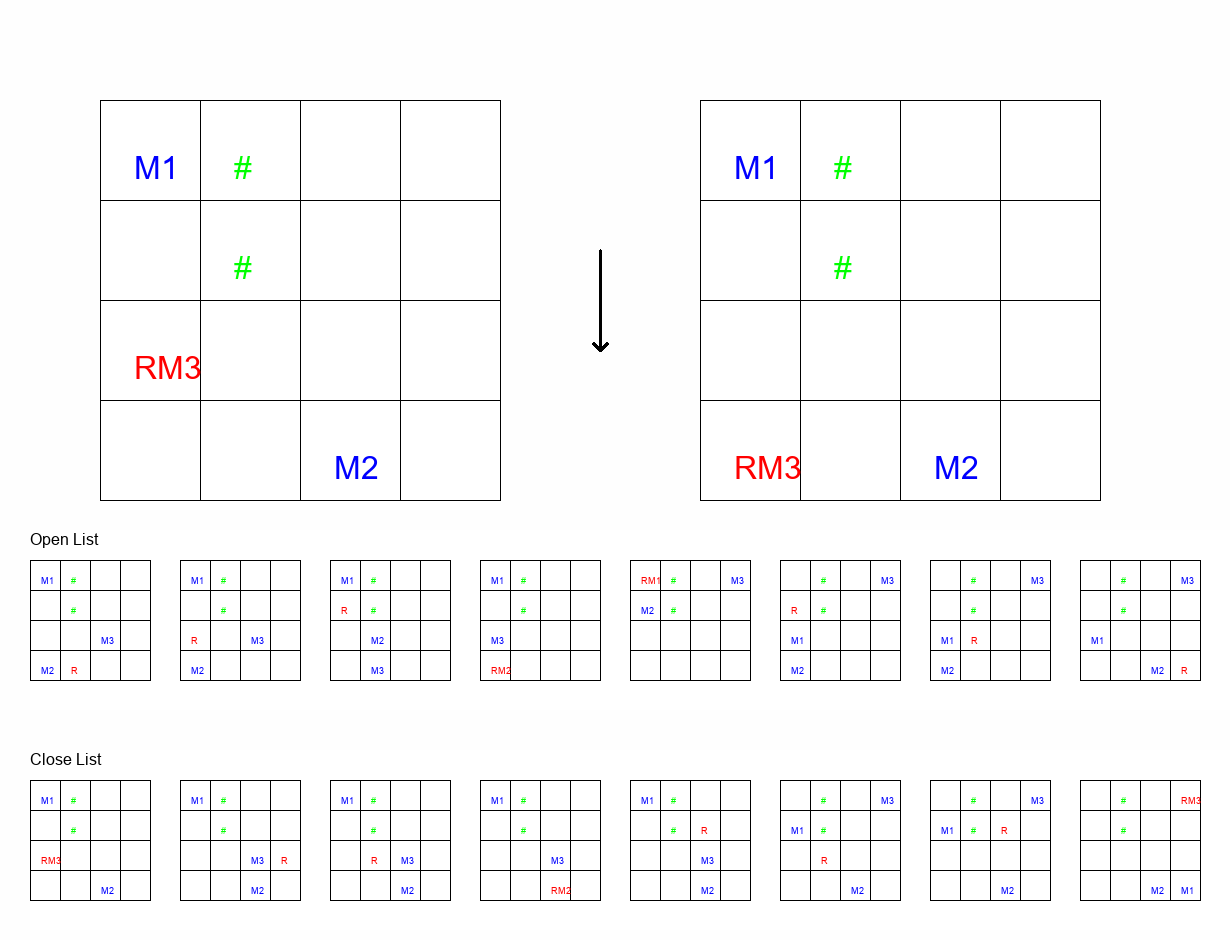 M1 # M1 #
# #
RM3
M2 RM3 M2
Open List
M1 # M1 # M1 # M1 # RM1 # M3 # M3 # M3 # M3
# # R # # M2 # R # # #
M3 R M3 M2 M3 M1 M1 R M1
M2 R M2 M3 RM2 M2 M2 M2 R
Close List
M1 # M1 # M1 # M1 # M1 # # M3 # M3 # RM3
# # # # # R M1 # M1 # R #
RM3 M3 R R M3 M3 M3 R
M2 M2 M2 RM2 M2 M2 M2 M2 M1